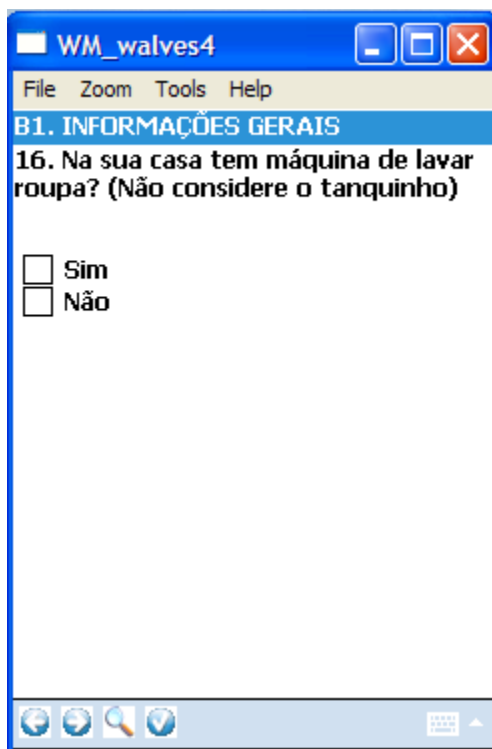 WM_walves4
File Zoom Tools Help
B1. INFORMAÇÕES GERAIS
16. Na sua casa tem máquina de lavar
roupa? (Não considere o tanquinho)
Sim
Não